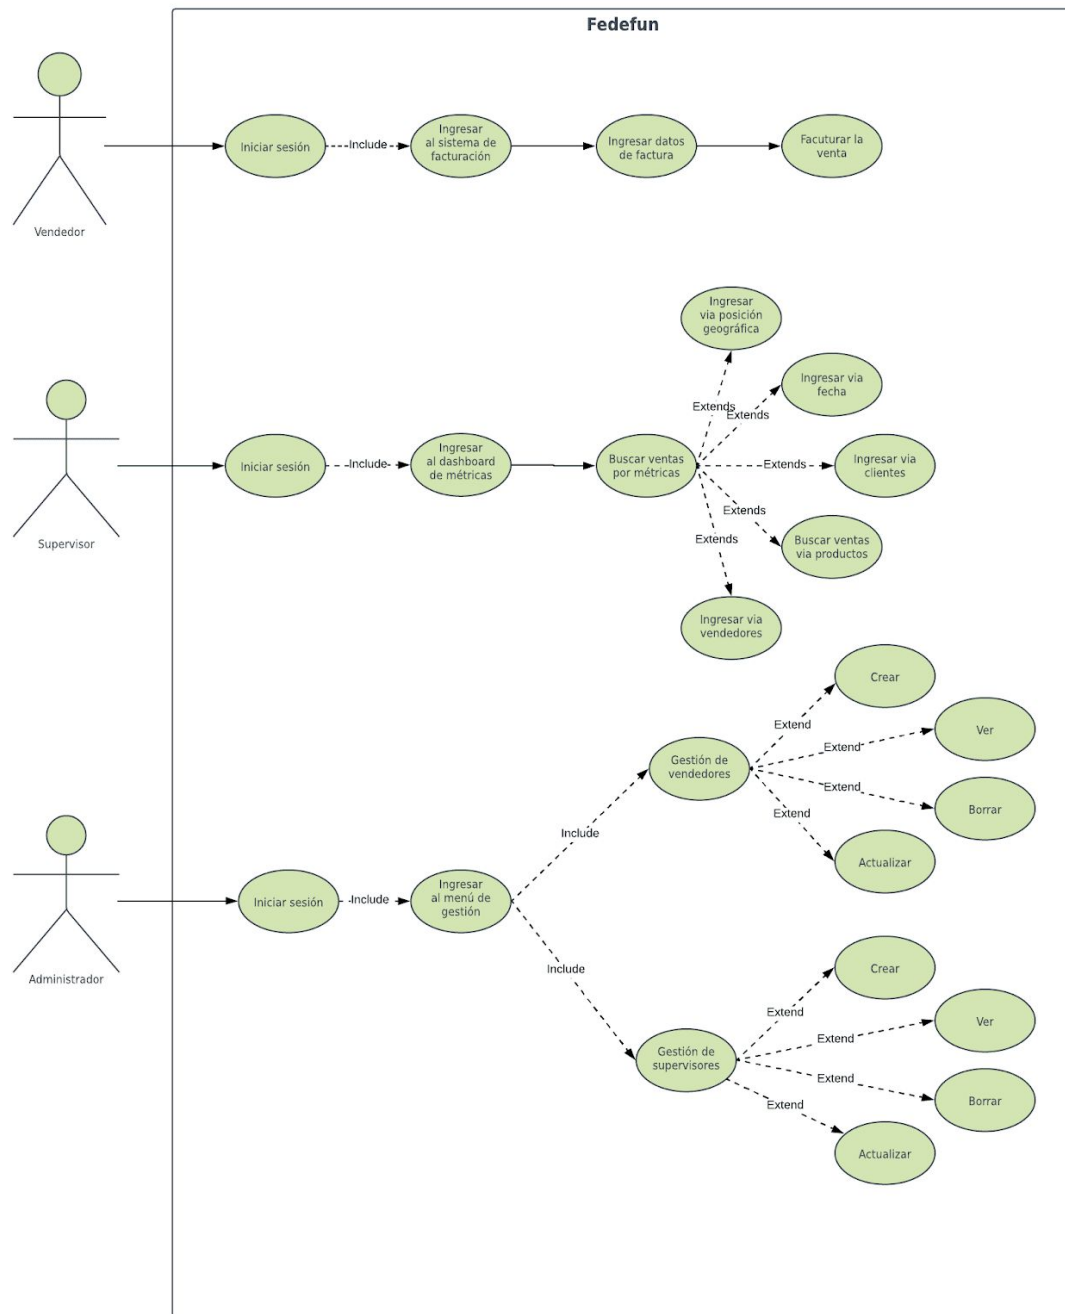 Fedefun
Vendedor
Iniciar sesión
Include
Ingresar
al sistema de
facturación
Ingresar datos
de factura
Facuturar la
venta
Supervisor
Iniciar sesión
Include
Ingresar
al dashboard
de métricas
Buscar ventas
por métricas
Extends
Ingresar
via posición
geográfica
Extends
Ingresar via
fecha
Extends
Ingresar via
clientes
Extends
Buscar ventas
via productos
Extends
Ingresar via
vendedores
Administrador
Iniciar sesión
Include
Ingresar
al menú de
gestión
Include
Gestión de
vendedores
Extend
Crear
Extend
Ver
Extend
Borrar
Extend
Actualizar
Include
Gestión de
supervisores
Extend
Crear
Extend
Ver
Extend
Borrar
Extend
Actualizar